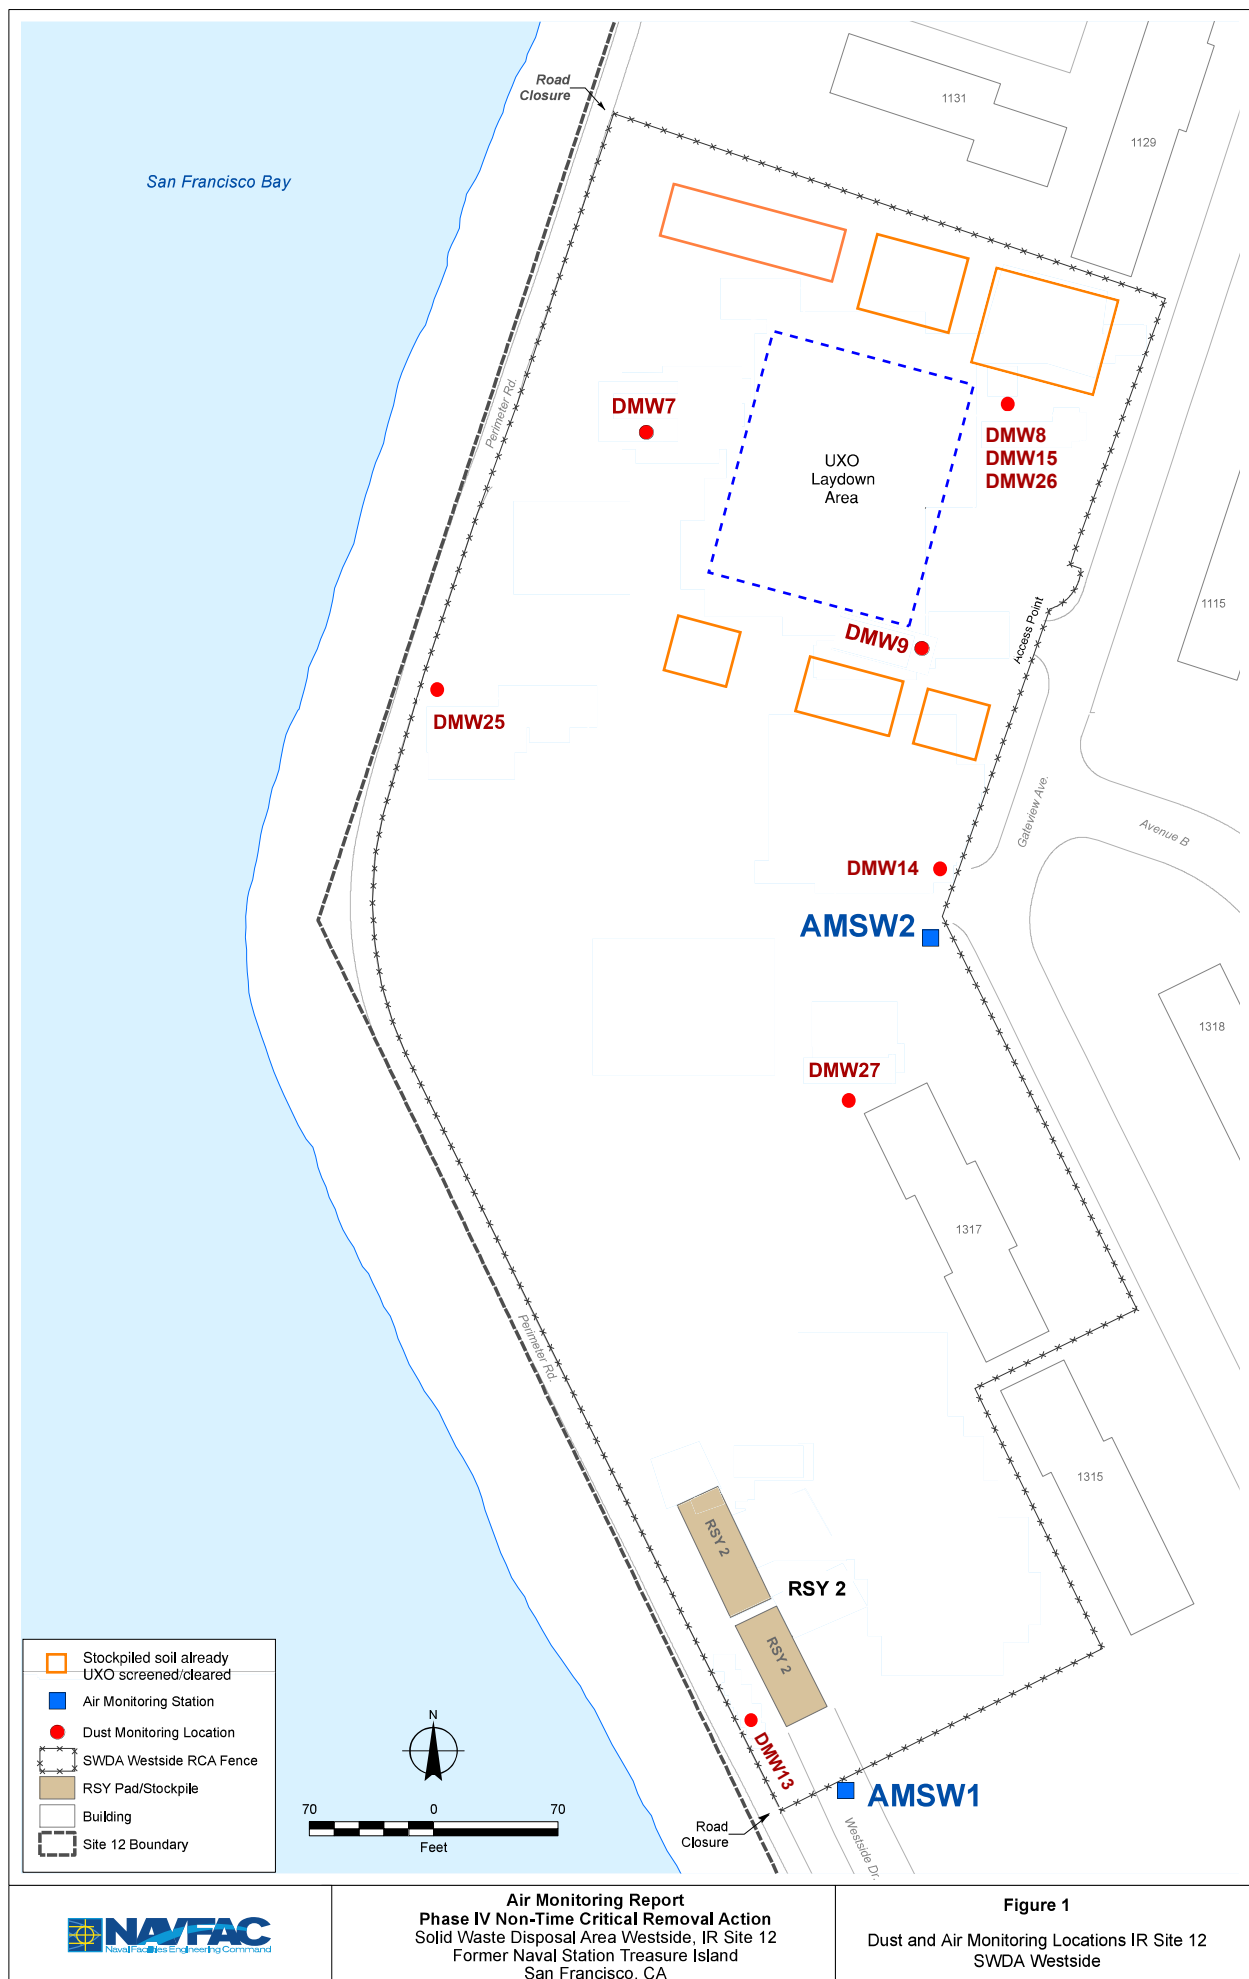 Road
Closure
1131
1129
San Francisco Bay
Perimeter Rd.
DMW7
DMW8
DMW15
DMW26
UXO
Laydown
Area
1115
Access Point
DMW9
DMW25
Gateview Ave.
Avenue B
DMW14
AMSW2
1318
DMW27
1317
Perimeter Rd.
1315
RSY 2
RSY 2
RSY 2
DMW13
AMSW1
Road
Closure
Westside Dr.
Stockpiled soil already
UXO screened/cleared
Air Monitoring Station
Dust Monitoring Location
SWDA Westside RCA Fence
RSY Pad/Stockpile
Building
Site 12 Boundary
N
70 0 70
Feet
NAVFAC
Naval Facilities Engineering Command
Air Monitoring Report
Phase IV Non-Time Critical Removal Action
Solid Waste Disposal Area Westside, IR Site 12
Former Naval Station Treasure Island
San Francisco, CA
Figure 1
Dust and Air Monitoring Locations IR Site 12
SWDA Westside